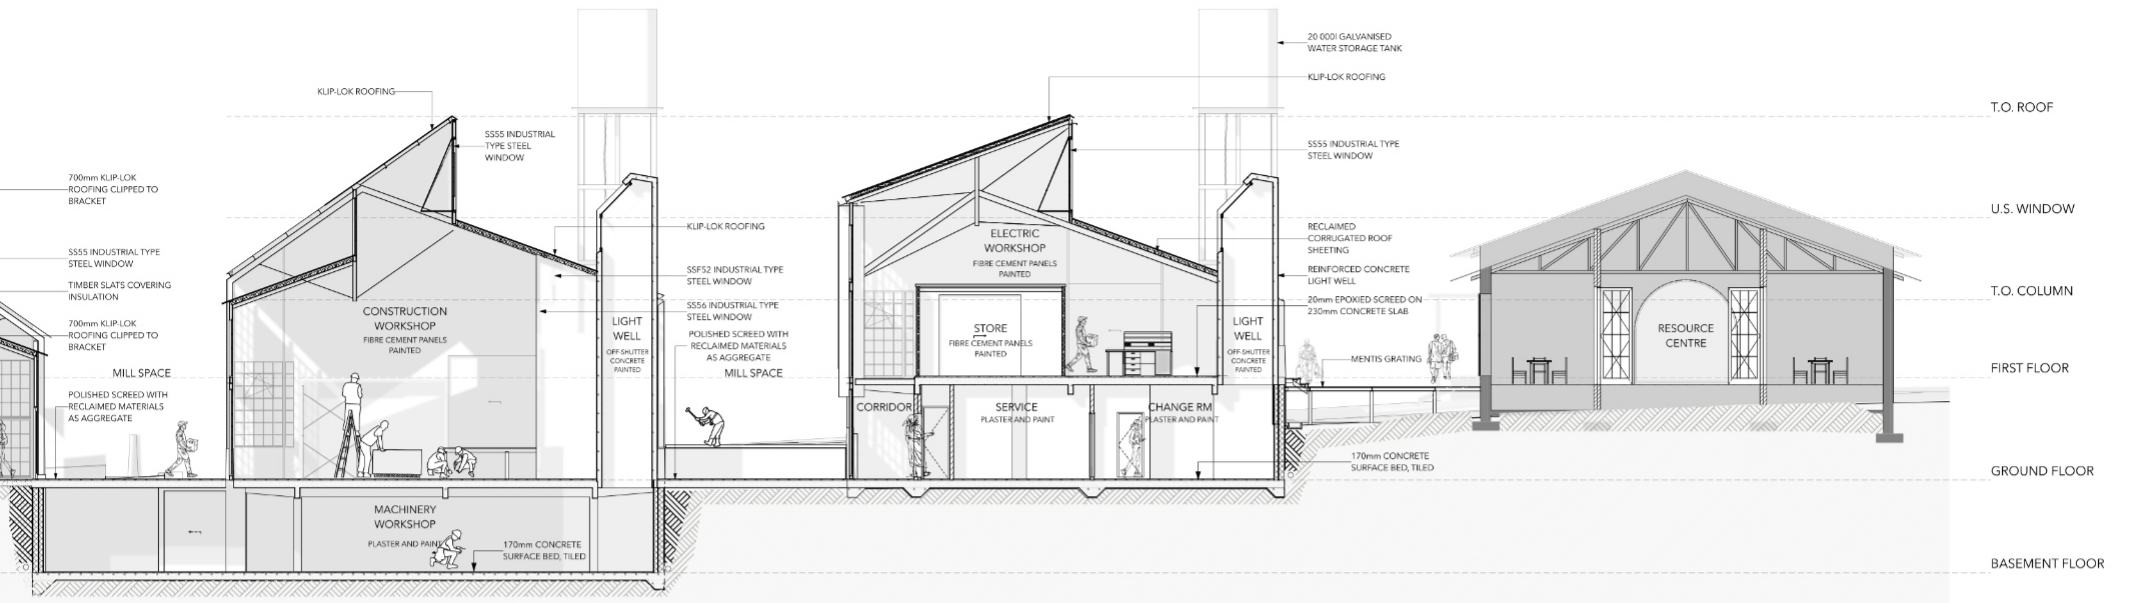 700mm KLIP-LOK
ROOFING CLIPPED TO
BRACKET
SS55 INDUSTRIAL TYPE
STEEL WINDOW
TIMBER SLATS COVERING
INSULATION
700mm KLIP-LOK
ROOFING CLIPPED TO
BRACKET
MILL SPACE
POLISHED SCREED WITH
RECLAIMED MATERIALS
AS AGGREGATE
KLIP-LOK ROOFING
SS55 INDUSTRIAL
TYPE STEEL
WINDOW
CONSTRUCTION
WORKSHOP
FIBRE CEMENT PANELS
PAINTED
MACHINERY
WORKSHOP
PLASTER AND PAINT
170mm CONCRETE
SURFACE BED, TILED
LIGHT
WELL
OFF-SHUTTER
CONCRETE
PAINTED
KLIP-LOK ROOFING
SSF52 INDUSTRIAL TYPE
STEEL WINDOW
SS56 INDUSTRIAL TYPE
STEEL WINDOW
POLISHED SCREED WITH
RECLAIMED MATERIALS
AS AGGREGATE
MILL SPACE
ELECTRIC
WORKSHOP
FIBRE CEMENT PANELS
PAINTED
STORE
FIBRE CEMENT PANELS
PAINTED
CORRIDOR
SERVICE
PLASTER AND PAINT
CHANGE RM
PLASTER AND PAINT
LIGHT
WELL
OFF-SHUTTER
CONCRETE
PAINTED
20 000l GALVANISED
WATER STORAGE TANK
KLIP-LOK ROOFING
SS55 INDUSTRIAL TYPE
STEEL WINDOW
RECLAIMED
CORRUGATED ROOF
SHEETING
REINFORCED CONCRETE
LIGHT WELL
20mm EPOXIED SCREED ON
230mm CONCRETE SLAB
MENTIS GRATING
170mm CONCRETE
SURFACE BED, TILED
RESOURCE
CENTRE
T.O. ROOF
U.S. WINDOW
T.O. COLUMN
FIRST FLOOR
GROUND FLOOR
BASEMENT FLOOR